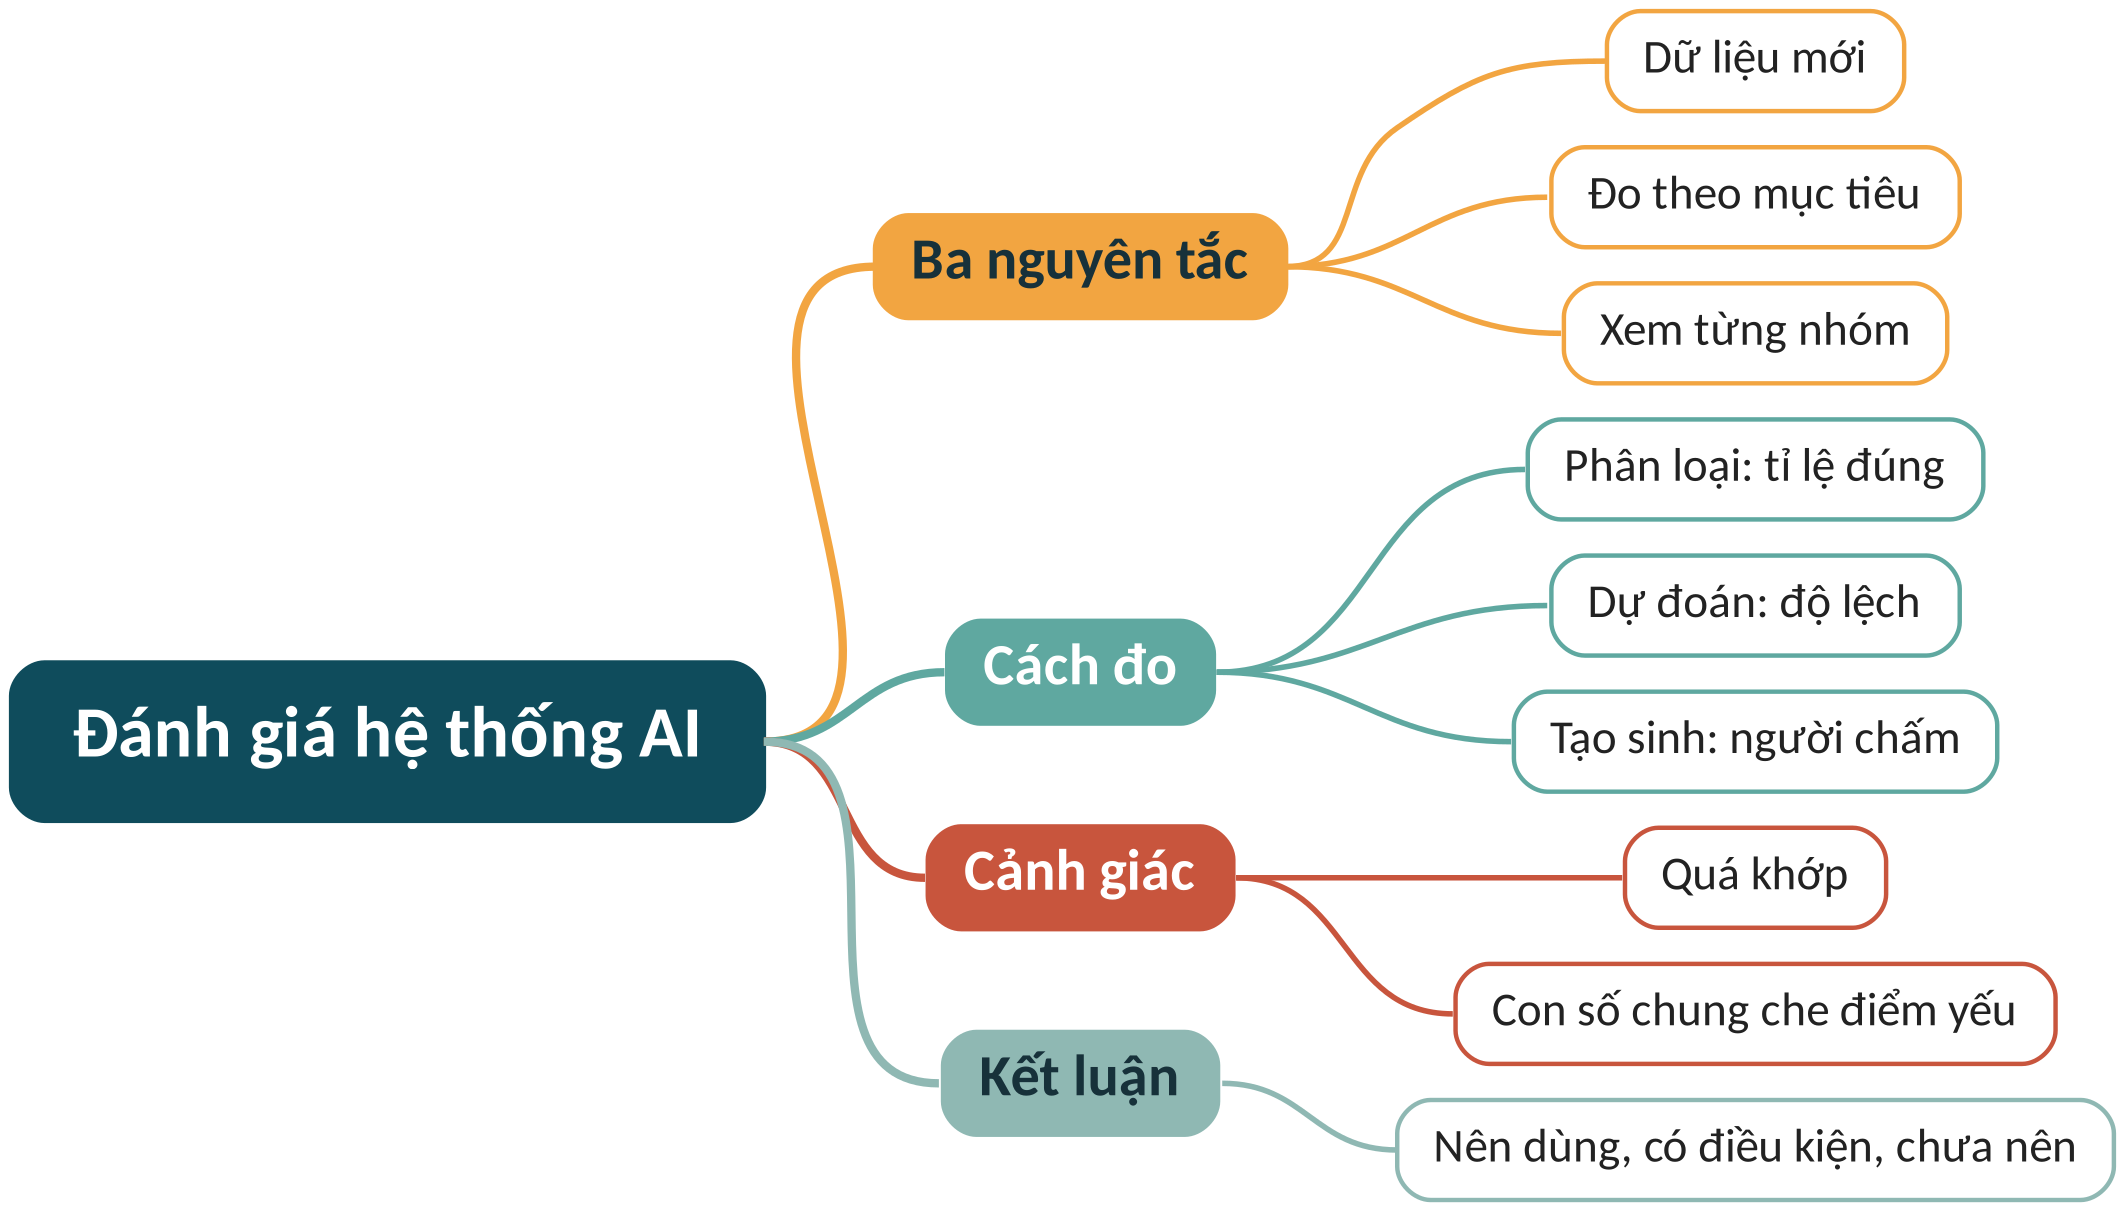 Đánh giá hệ thống AI
Ba nguyên tắc
Dữ liệu mới
Đo theo mục tiêu
Xem từng nhóm
Cách đo
Phân loại: tỉ lệ đúng
Dự đoán: độ lệch
Tạo sinh: người chấm
Cảnh giác
Quá khớp
Con số chung che điểm yếu
Kết luận
Nên dùng, có điều kiện, chưa nên